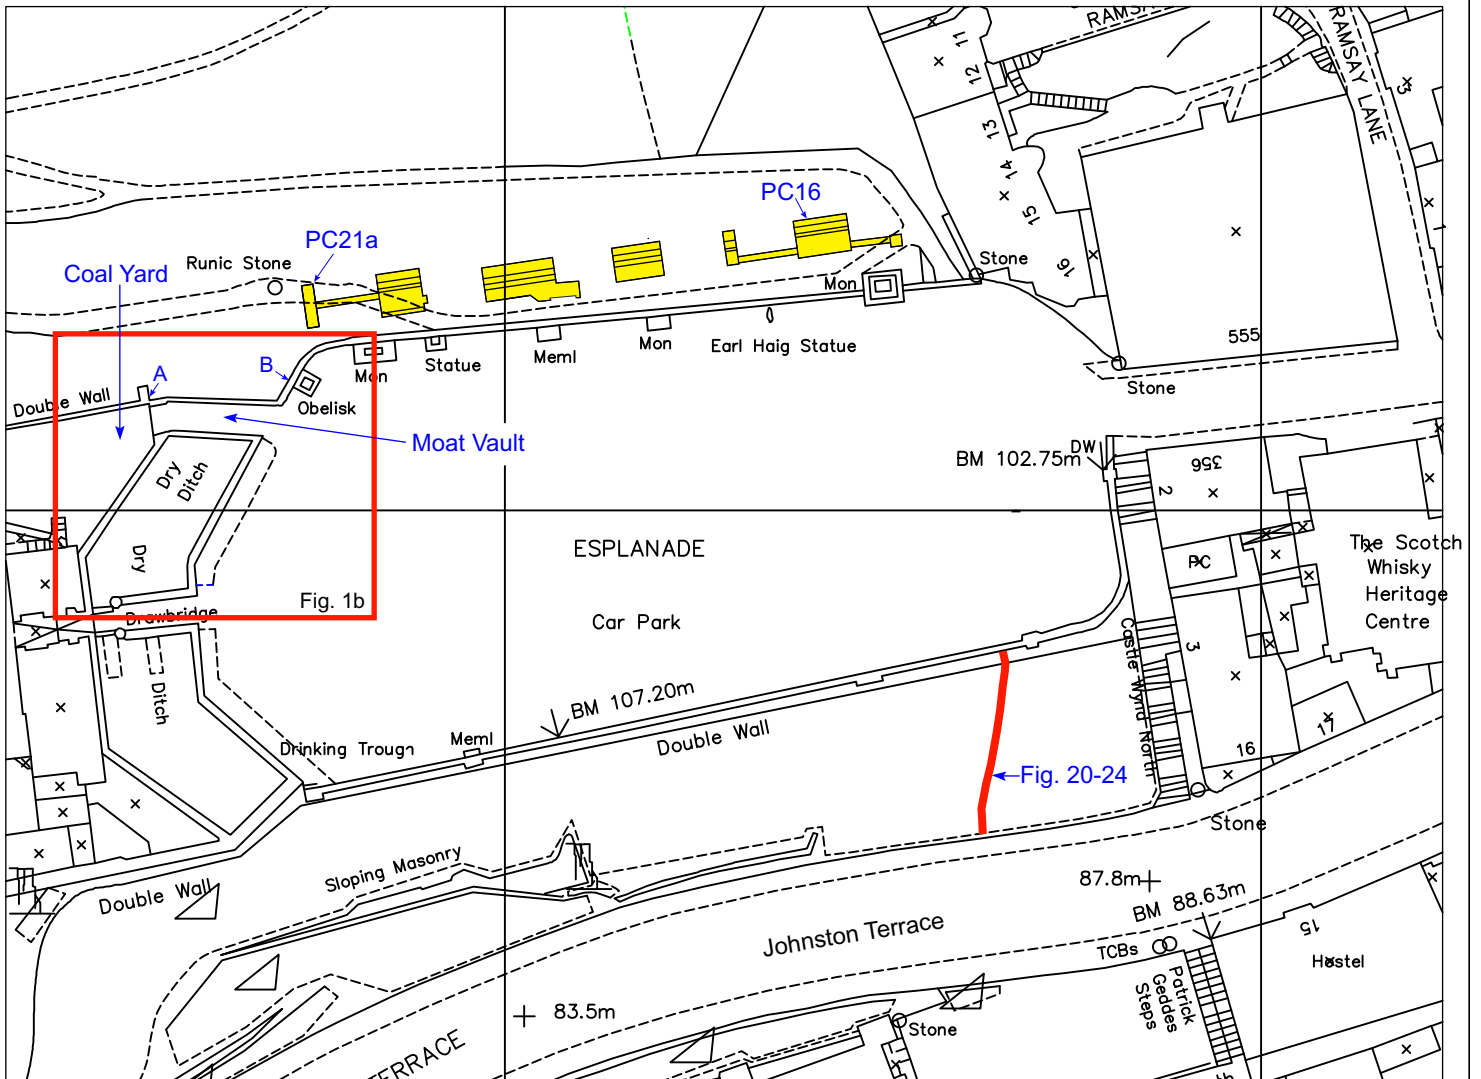 RAMSAY LANE
11
12
13
14
15
16
5
PC16
PC21a
Coal Yard
Runic Stone
Stone
Mon
555
A
B
Mon
Statue
Meml
Mon
Earl Haig Statue
Stone
Double Wall
Obelisk
Moat Vault
Dry
Ditch
DW
BM 102.75m
356
2
ESPLANADE
Dry
PC
The Scotch
Whisky
Heritage
Centre
Fig. 1b
Drawbridge
Car Park
Castle Wynd North
3
Ditch
BM 107.20m
Double Wall
Meml
Drinking Trough
17
16
Fig. 20-24
Stone
Sloping Masonry
Double Wall
87.8m
BM 88.63m
Johnston Terrace
TCBs
15
Hostel
Patrick
Geddes
Steps
83.5m
Stone
TERRACE